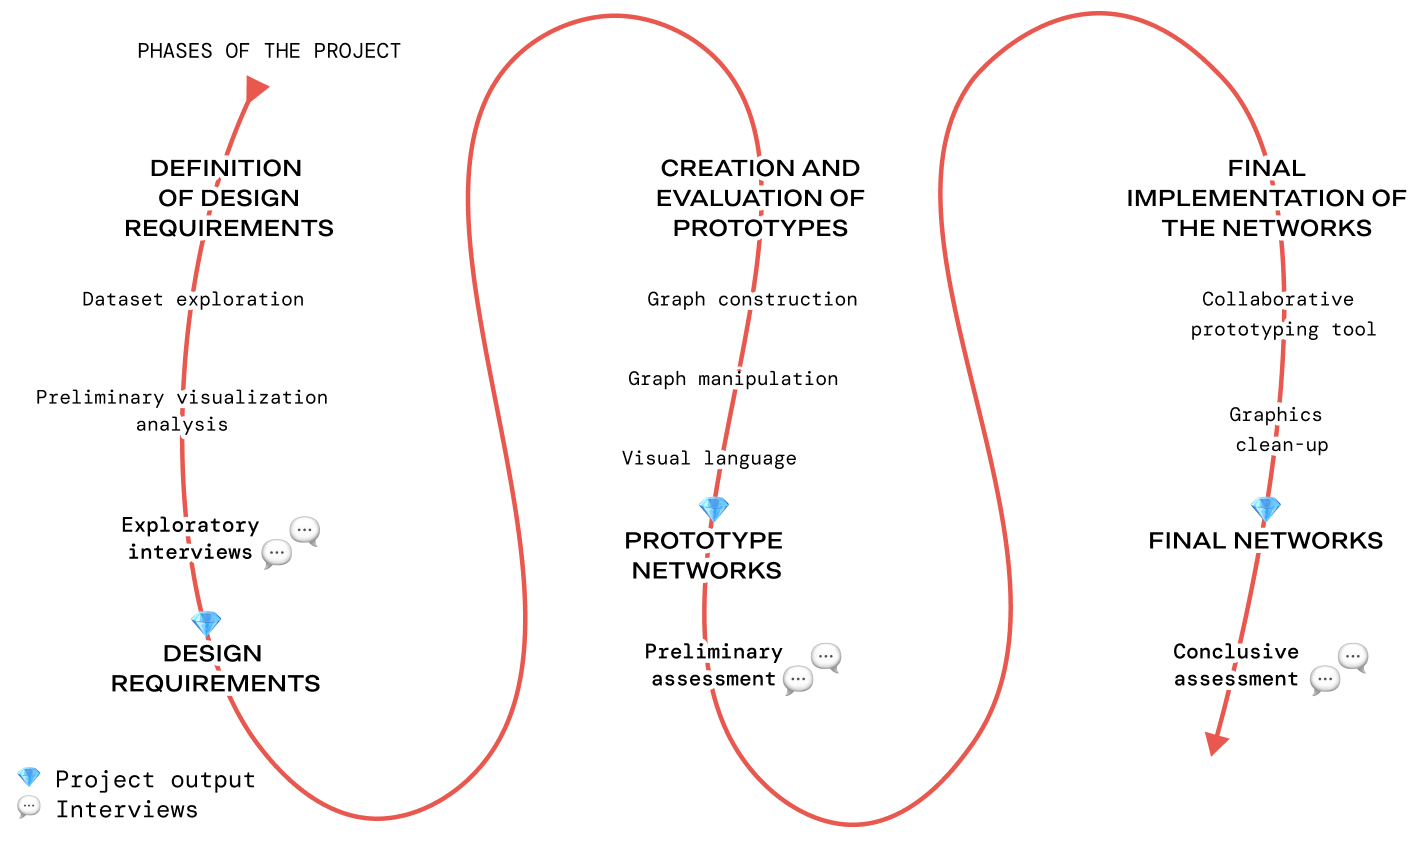 PHASES OF THE PROJECT
DEFINITION
OF DESIGN
REQUIREMENTS
Dataset exploration
Preliminary visualization
analysis
Exploratory
interviews
DESIGN
REQUIREMENTS
CREATION AND
EVALUATION OF
PROTOTYPES
Graph construction
Graph manipulation
Visual language
PROTOTYPE
NETWORKS
Preliminary
assessment
FINAL
IMPLEMENTATION OF
THE NETWORKS
Collaborative
prototyping tool
Graphics
clean-up
FINAL NETWORKS
Conclusive
assessment
Project output
Interviews